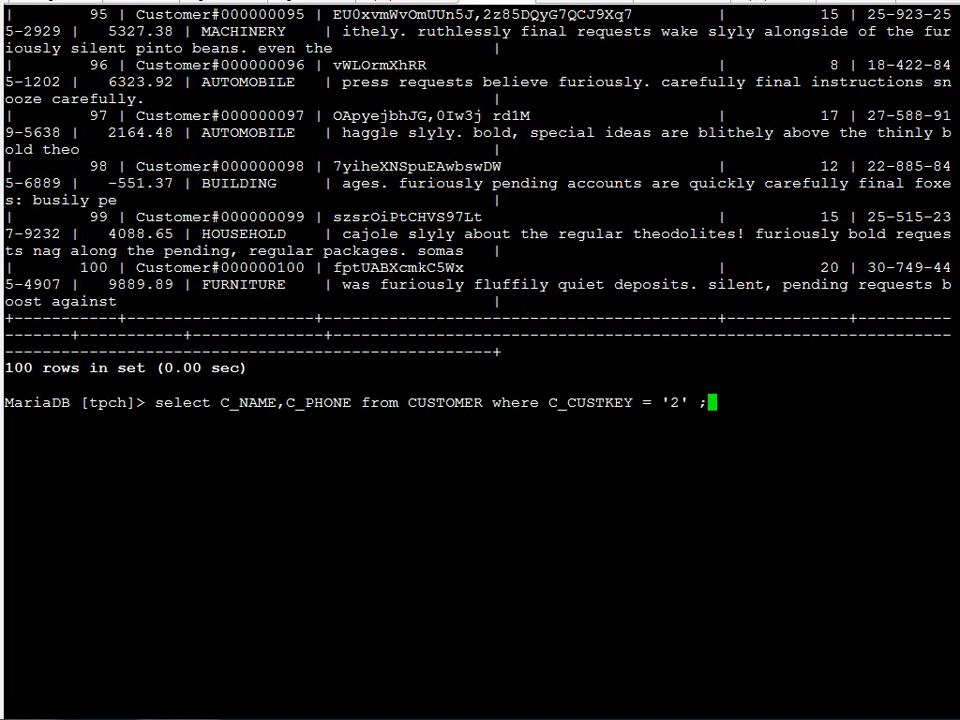 |        95 | Customer#000000095 | EU0xvmWvOmUUn5J,2z85DQyG7QCJ9Xq7         |          15 | 25-923-25
5-2929 |   5327.38 | MACHINERY    | ithely. ruthlessly final requests wake slyly alongside of the fur
iously silent pinto beans. even the                 |
|        96 | Customer#000000096 | vWLOrmXhRR                               |           8 | 18-422-84
5-1202 |   6323.92 | AUTOMOBILE   | press requests believe furiously. carefully final instructions sn
ooze carefully.                                     |
|        97 | Customer#000000097 | OApyejbhJG,0Iw3j rd1M                    |          17 | 27-588-91
9-5638 |   2164.48 | AUTOMOBILE   | haggle slyly. bold, special ideas are blithely above the thinly b
old theo                                            |
|        98 | Customer#000000098 | 7yiheXNSpuEAwbswDW                       |          12 | 22-885-84
5-6889 |   -551.37 | BUILDING     | ages. furiously pending accounts are quickly carefully final foxe
s: busily pe                                        |
|        99 | Customer#000000099 | szsrOiPtCHVS97Lt                         |          15 | 25-515-23
7-9232 |   4088.65 | HOUSEHOLD    | cajole slyly about the regular theodolites! furiously bold reques
ts nag along the pending, regular packages. somas   |
|       100 | Customer#000000100 | fptUABXcmkC5Wx                           |          20 | 30-749-44
5-4907 |   9889.89 | FURNITURE    | was furiously fluffily quiet deposits. silent, pending requests b
oost against                                        |
+-----------+--------------------+------------------------------------------+-------------+----------
-------+-----------+--------------+------------------------------------------------------------------
----------------------------------------------------+
100 rows in set (0.00 sec)
MariaDB [tpch]> select C_NAME,C_PHONE from CUSTOMER where C_CUSTKEY = '2' ;